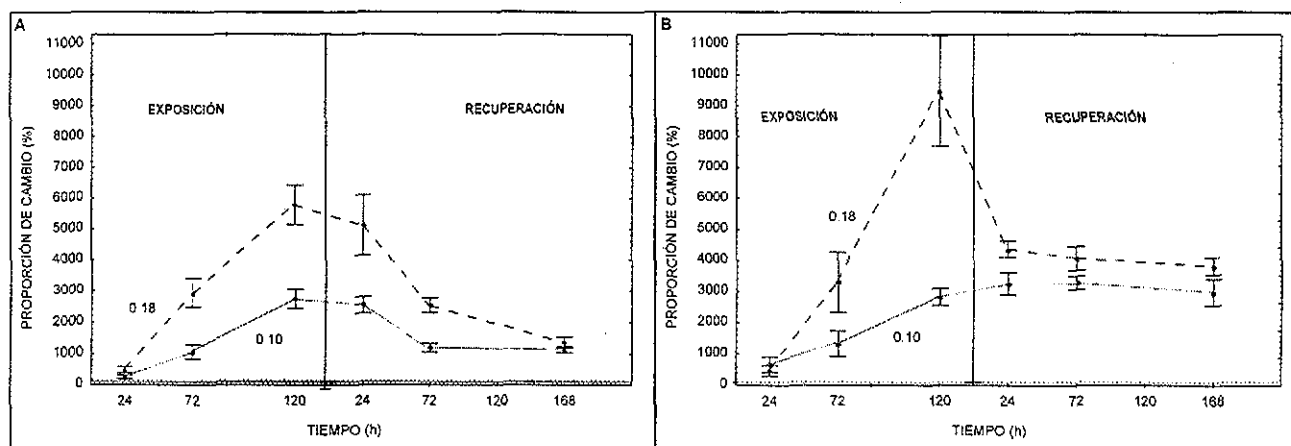 A
PROPORCIÓN DE CAMBIO (%)
11000
10000
9000
8000
7000
6000
5000
4000
3000
2000
1000
0
EXPOSICIÓN
RECUPERACIÓN
0 18
0 10
24 72 120 24 72 120 168
TIEMPO (h)
B
PROPORCIÓN DE CAMBIO (%)
11000
10000
9000
8000
7000
6000
5000
4000
3000
2000
1000
0
EXPOSICIÓN
RECUPERACIÓN
0.18
0.10
24 72 120 24 72 120 168
TIEMPO (h)